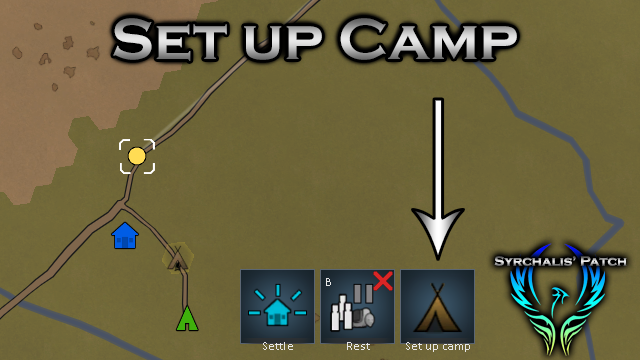 Set up Camp
Syrchalis' Patch
B
Settle
Rest
Set up camp